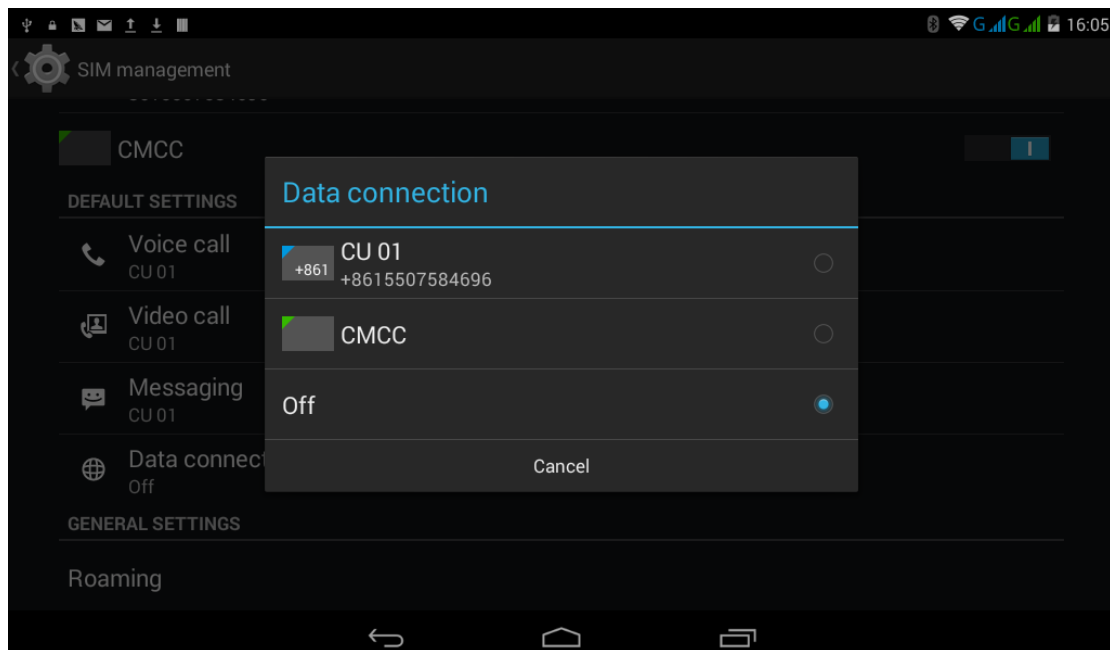 G G 16:05
SIM management
CMCC
DEFAULT SETTINGS
Voice call
CU 01
Video call
CU 01
Messaging
CU 01
Data connect
Off
GENERAL SETTINGS
Roaming
Data connection
+861
CU 01
+8615507584696
CMCC
Off
Cancel